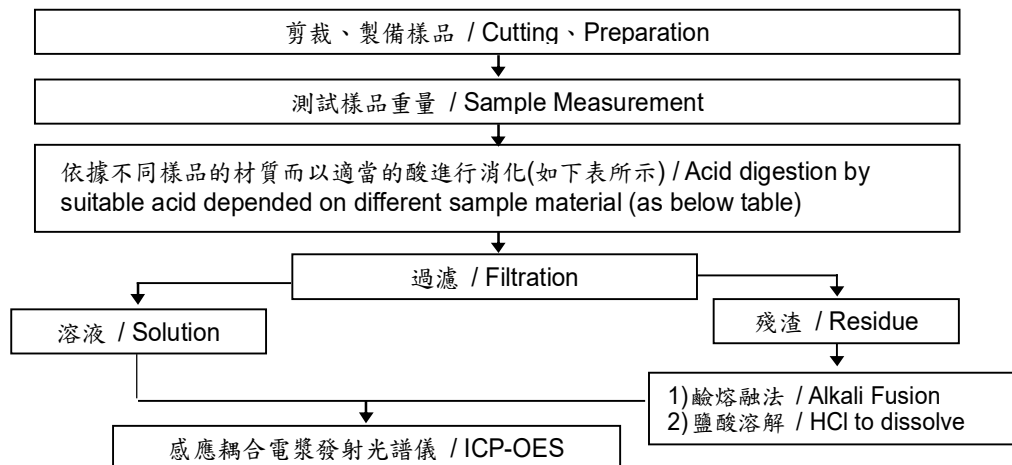 剪裁、製備樣品 / Cutting、Preparation
測試樣品重量 / Sample Measurement
依據不同樣品的材質而以適當的酸進行消化(如下表所示) / Acid digestion by
suitable acid depended on different sample material (as below table)
過濾 / Filtration
溶液 / Solution
殘渣 / Residue
1)鹼熔融法 / Alkali Fusion
2)鹽酸溶解 / HCl to dissolve
感應耦合電漿發射光譜儀 / ICP-OES